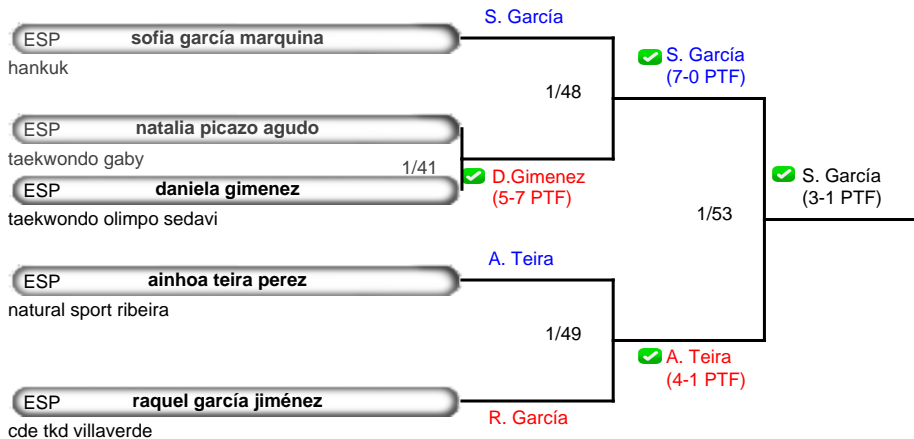 S. García
ESP sofia garcía marquina
hankuk
S. García
(7-0 PTF)
1/48
ESP natalia picazo agudo
taekwondo gaby
1/41
D.Gimenez
(5-7 PTF)
ESP daniela gimenez
taekwondo olimpo sedavi
S. García
(3-1 PTF)
1/53
A. Teira
ESP ainhoa teira perez
natural sport ribeira
1/49
A. Teira
(4-1 PTF)
ESP raquel garcía jiménez
R. García
cde tkd villaverde